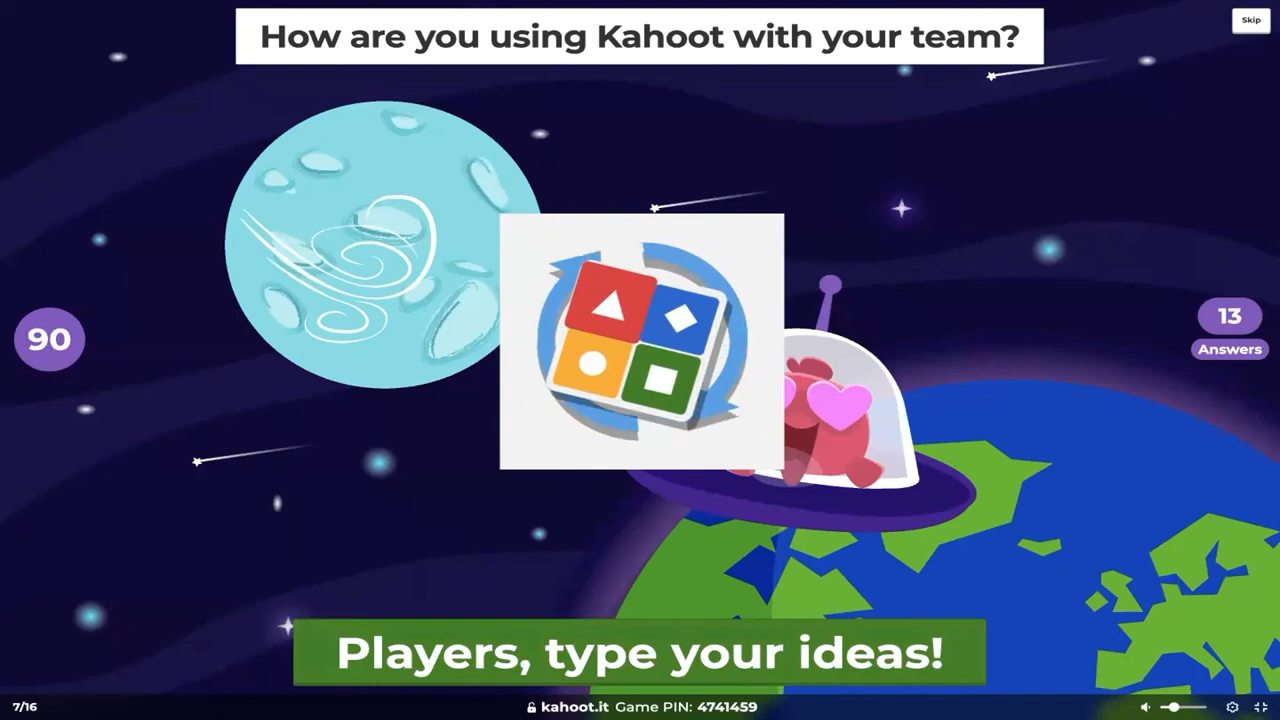 How are you using Kahoot with your team?
Skip
90
13
Answers
Players, type your ideas!
7/16
kahoot.it Game PIN: 4741459